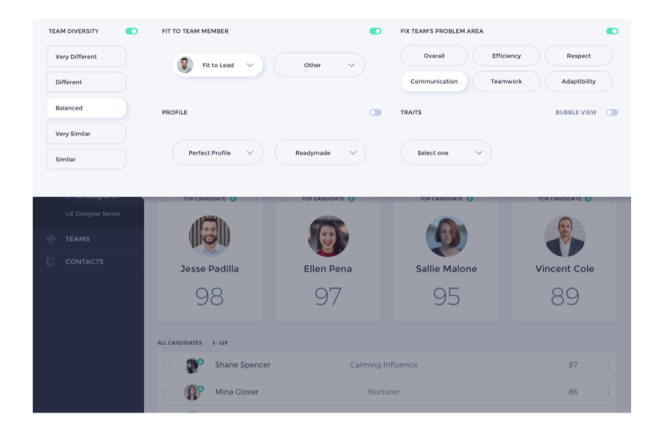 TEAM DIVERSITY
Very Different
Different
Balanced
Very Similar
Similar
FIT TO TEAM MEMBER
Fit to Lead
Other
PROFILE
Perfect Profile
Readymade
FIX TEAM'S PROBLEM AREA
Overall
Efficiency
Respect
Communication
Teamwork
Adaptibility
TRAITS
BUBBLE VIEW
Select one
UX Designer Senior
TEAMS
CONTACTS
TOP CANDIDATE
Jesse Padilla
98
TOP CANDIDATE
Ellen Pena
97
TOP CANDIDATE
Sallie Malone
95
TOP CANDIDATE
Vincent Cole
89
ALL CANDIDATES 5 - 169
Shane Spencer Calming Influence 87
Mina Glover Nurturer 86